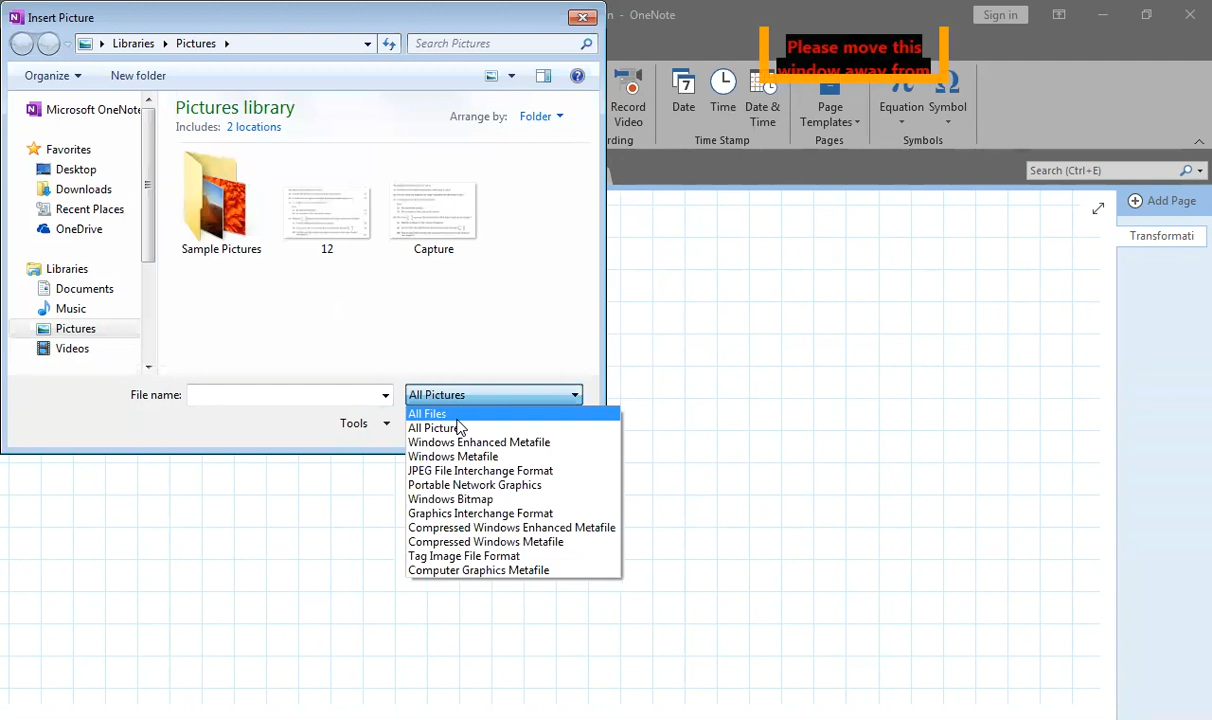 Insert Picture
n - OneNote
Sign in
Please move this
window away from
Libraries
Pictures
Search Pictures
Organize
New folder
Record
Video
Date
Time
Date &
Time
Page
Templates
Equation
Symbol
rding
Time Stamp
Pages
Symbols
Microsoft OneNote
Favorites
Desktop
Downloads
Recent Places
OneDrive
Libraries
Documents
Music
Pictures
Videos
Pictures library
Includes: 2 locations
Arrange by: Folder
Sample Pictures
12
Capture
Search (Ctrl+E)
Add Page
Transformati
File name:
All Pictures
Tools
All Files
All Picture
Windows Enhanced Metafile
Windows Metafile
JPEG File Interchange Format
Portable Network Graphics
Windows Bitmap
Graphics Interchange Format
Compressed Windows Enhanced Metafile
Compressed Windows Metafile
Tag Image File Format
Computer Graphics Metafile